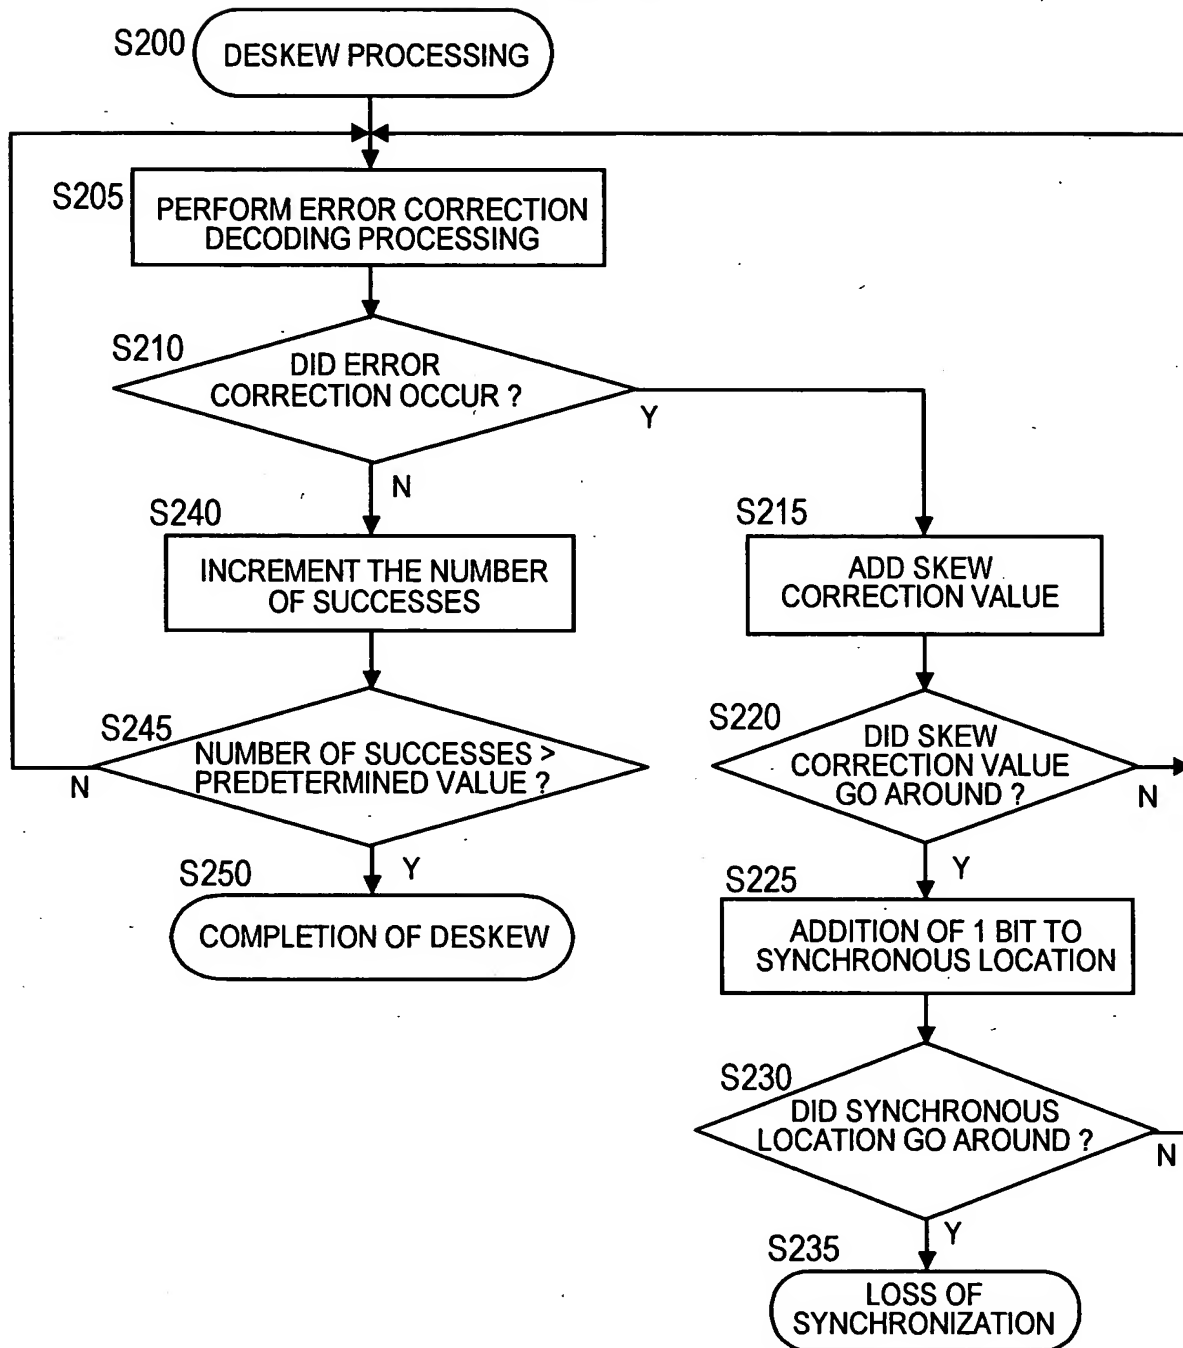 S200
DESKEW PROCESSING
S205
PERFORM ERROR CORRECTION
DECODING PROCESSING
S210
DID ERROR
CORRECTION OCCUR ?
Y
N
S240
INCREMENT THE NUMBER
OF SUCCESSES
S215
ADD SKEW
CORRECTION VALUE
S245
NUMBER OF SUCCESSES >
PREDETERMINED VALUE ?
N
Y
S220
DID SKEW
CORRECTION VALUE
GO AROUND ?
N
Y
S250
COMPLETION OF DESKEW
S225
ADDITION OF 1 BIT TO
SYNCHRONOUS LOCATION
S230
DID SYNCHRONOUS
LOCATION GO AROUND ?
N
Y
S235
LOSS OF
SYNCHRONIZATION